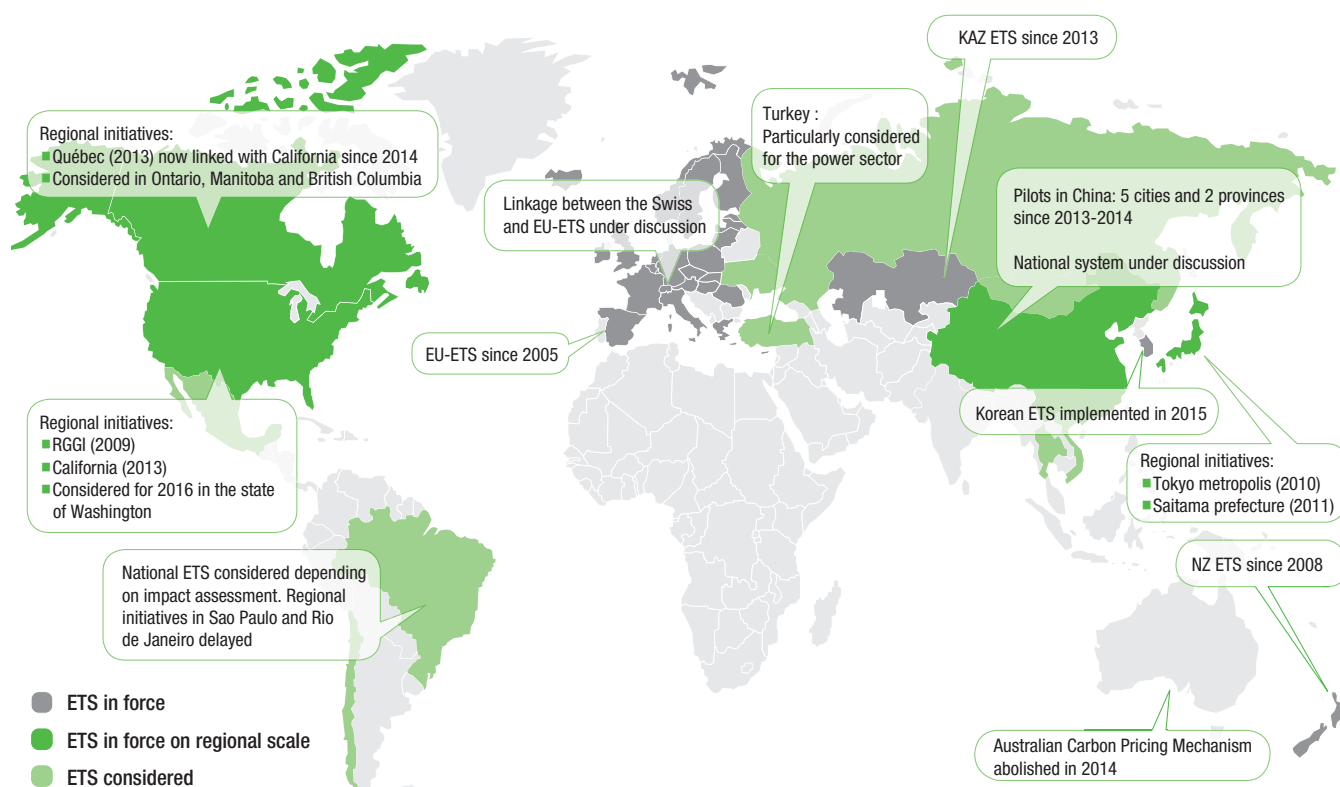 KAZ ETS since 2013
Regional initiatives:
Québec (2013) now linked with California since 2014
Considered in Ontario, Manitoba and British Columbia
Turkey :
Particularly considered
for the power sector
Linkage between the Swiss
and EU-ETS under discussion
Pilots in China: 5 cities and 2 provinces
since 2013-2014
National system under discussion
EU-ETS since 2005
Korean ETS implemented in 2015
Regional initiatives:
RGGI (2009)
California (2013)
Considered for 2016 in the state
of Washington
Regional initiatives:
Tokyo metropolis (2010)
Saitama prefecture (2011)
National ETS considered depending
on impact assessment. Regional
initiatives in Sao Paulo and Rio
de Janeiro delayed
NZ ETS since 2008
ETS in force
ETS in force on regional scale
ETS considered
Australian Carbon Pricing Mechanism
abolished in 2014